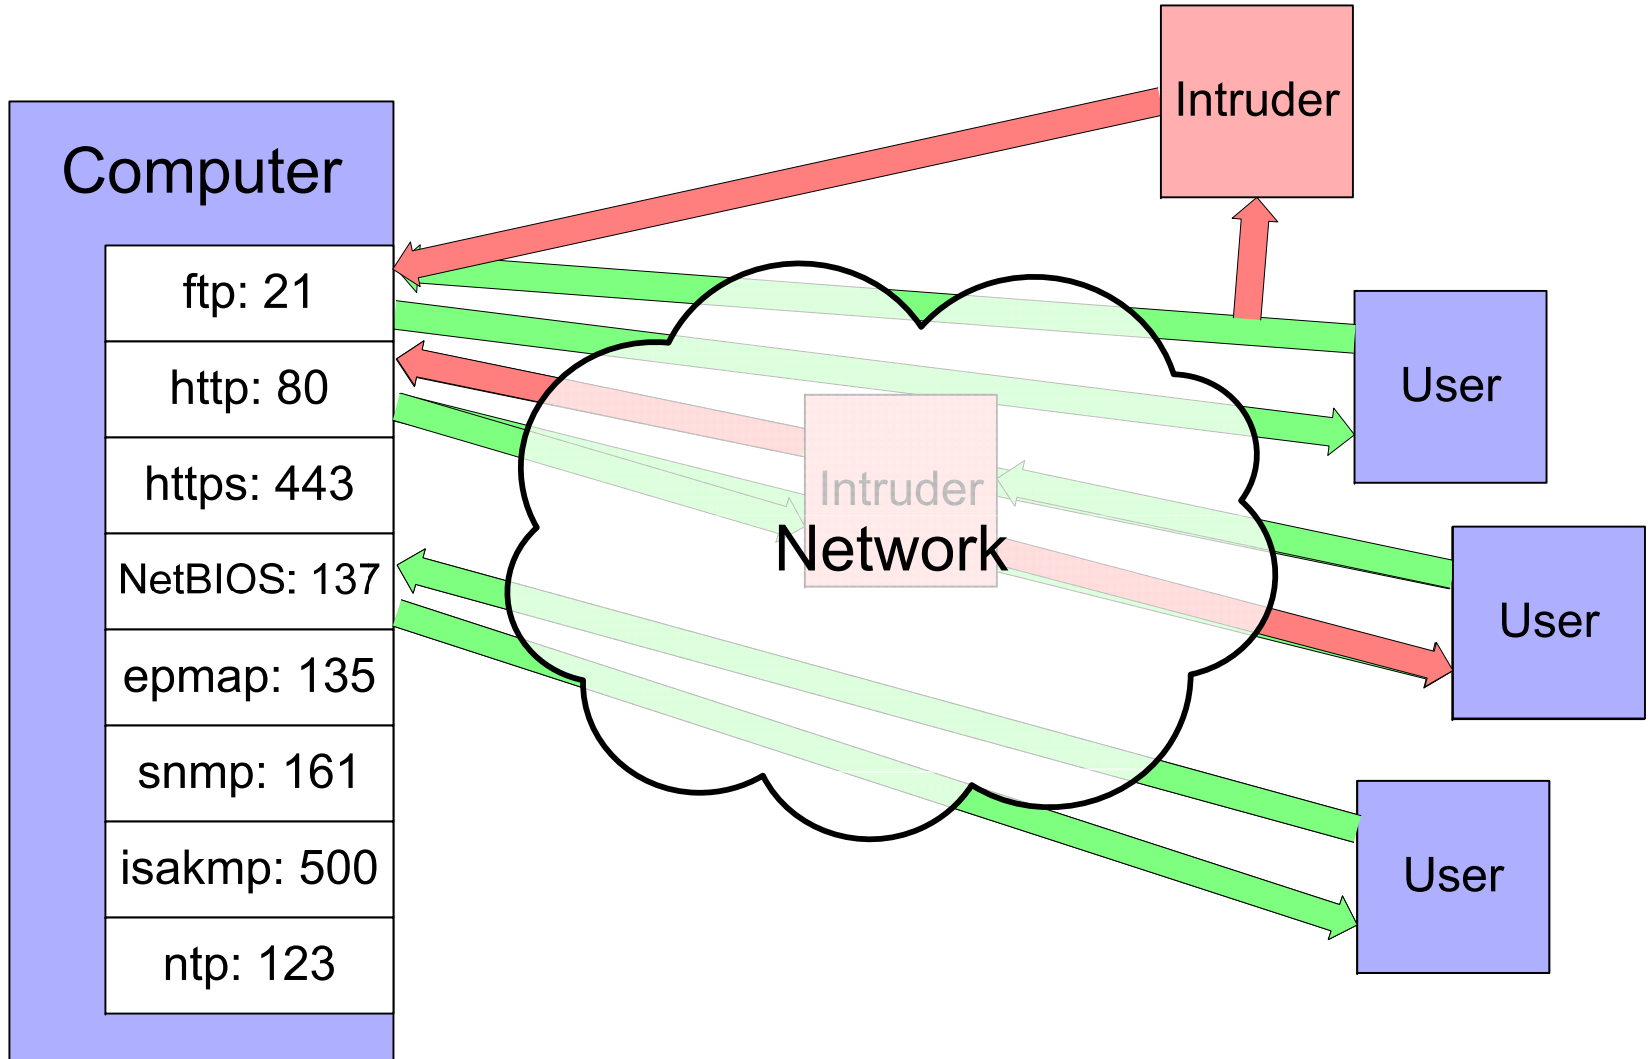 Intruder
Computer
ftp: 21
http: 80
https: 443
NetBIOS: 137
epmap: 135
snmp: 161
isakmp: 500
ntp: 123
Intruder
Network
User
User
User